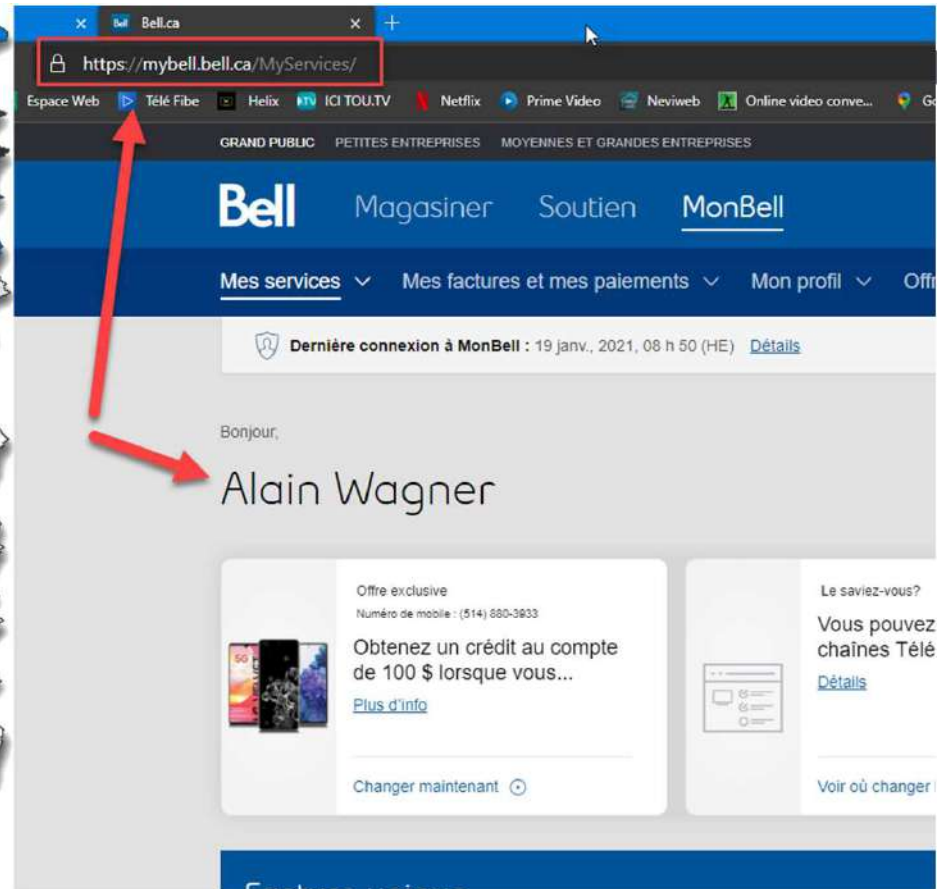 Bell Bell.ca
https://mybell.bell.ca/MyServices/
Espace Web Télé Fibe Helix ICI TOU.TV Netflix Prime Video Neviweb Online video conve...
GRAND PUBLIC PETITES ENTREPRISES MOYENNES ET GRANDES ENTREPRISES
Bell Magasiner Soutien MonBell
Mes services Mes factures et mes paiements Mon profil Offr
Dernière connexion à MonBell : 19 janv., 2021, 08 h 50 (HE) Détails
Bonjour,
Alain Wagner
Offre exclusive
Numéro de mobile : (514) 880-3933
Obtenez un crédit au compte
de 100 $ lorsque vous...
Plus d'info
Changer maintenant
Le saviez-vous?
Vous pouvez
chaînes Télé
Détails
Voir où changer